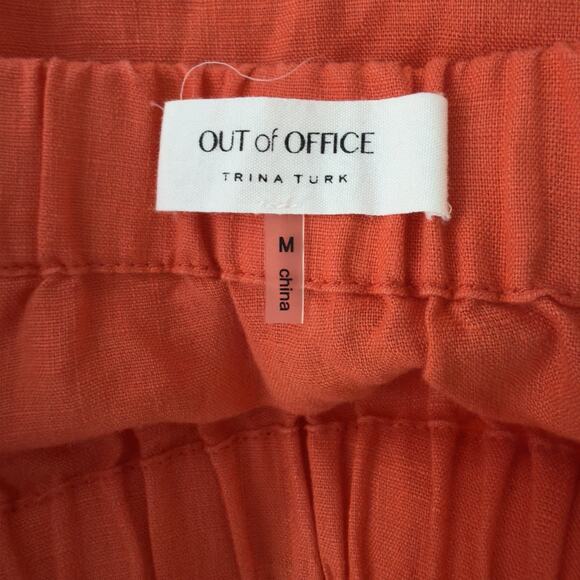 OUT of OFFICE
TRINA TURK
M
china